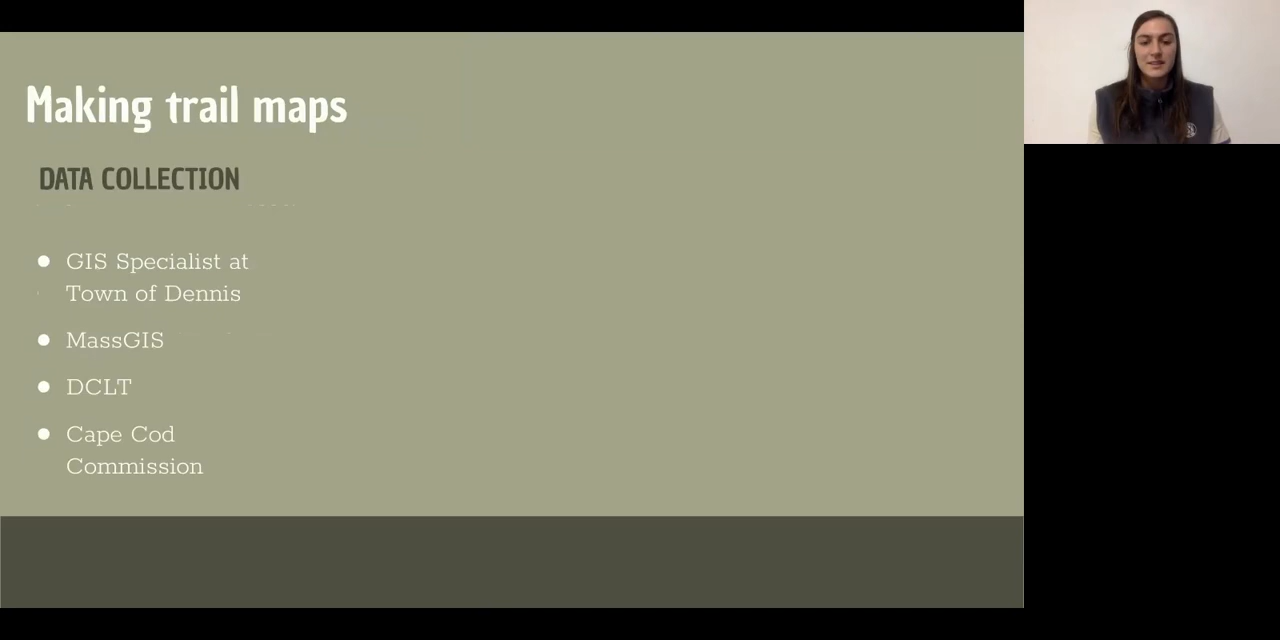 Making trail maps
DATA COLLECTION
● GIS Specialist at
Town of Dennis
● MassGIS
● DCLT
● Cape Cod
Commission